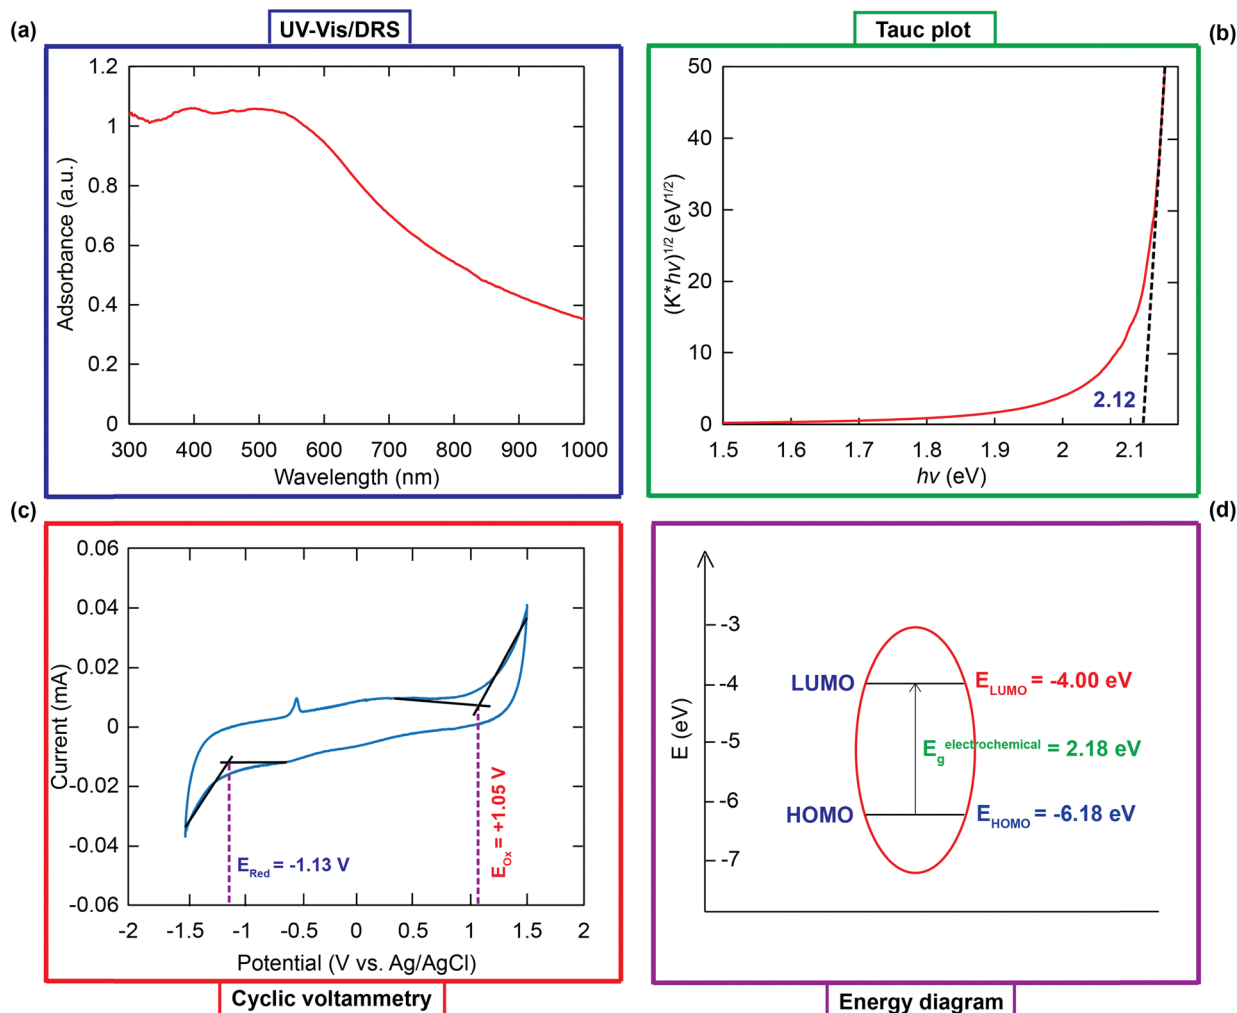 (a)
UV-Vis/DRS
Adsorbance (a.u.)
1.2
1
0.8
0.6
0.4
0.2
0
300 400 500 600 700 800 900 1000
Wavelength (nm)
Tauc plot
(b)
(K*hv)1/2 (eV1/2)
50
40
30
20
10
0
2.12
1.5 1.6 1.7 1.8 1.9 2 2.1
hv (eV)
(c)
Current (mA)
0.06
0.04
0.02
0
-0.02
-0.04
-0.06
ERed = -1.13 V
EOx = +1.05 V
-2 -1.5 -1 -0.5 0 0.5 1 1.5 2
Potential (V vs. Ag/AgCl)
Cyclic voltammetry
(d)
E (eV)
-3
-4
-5
-6
-7
LUMO
ELUMO = -4.00 eV
Egelectrochemical = 2.18 eV
HOMO
EHOMO = -6.18 eV
Energy diagram